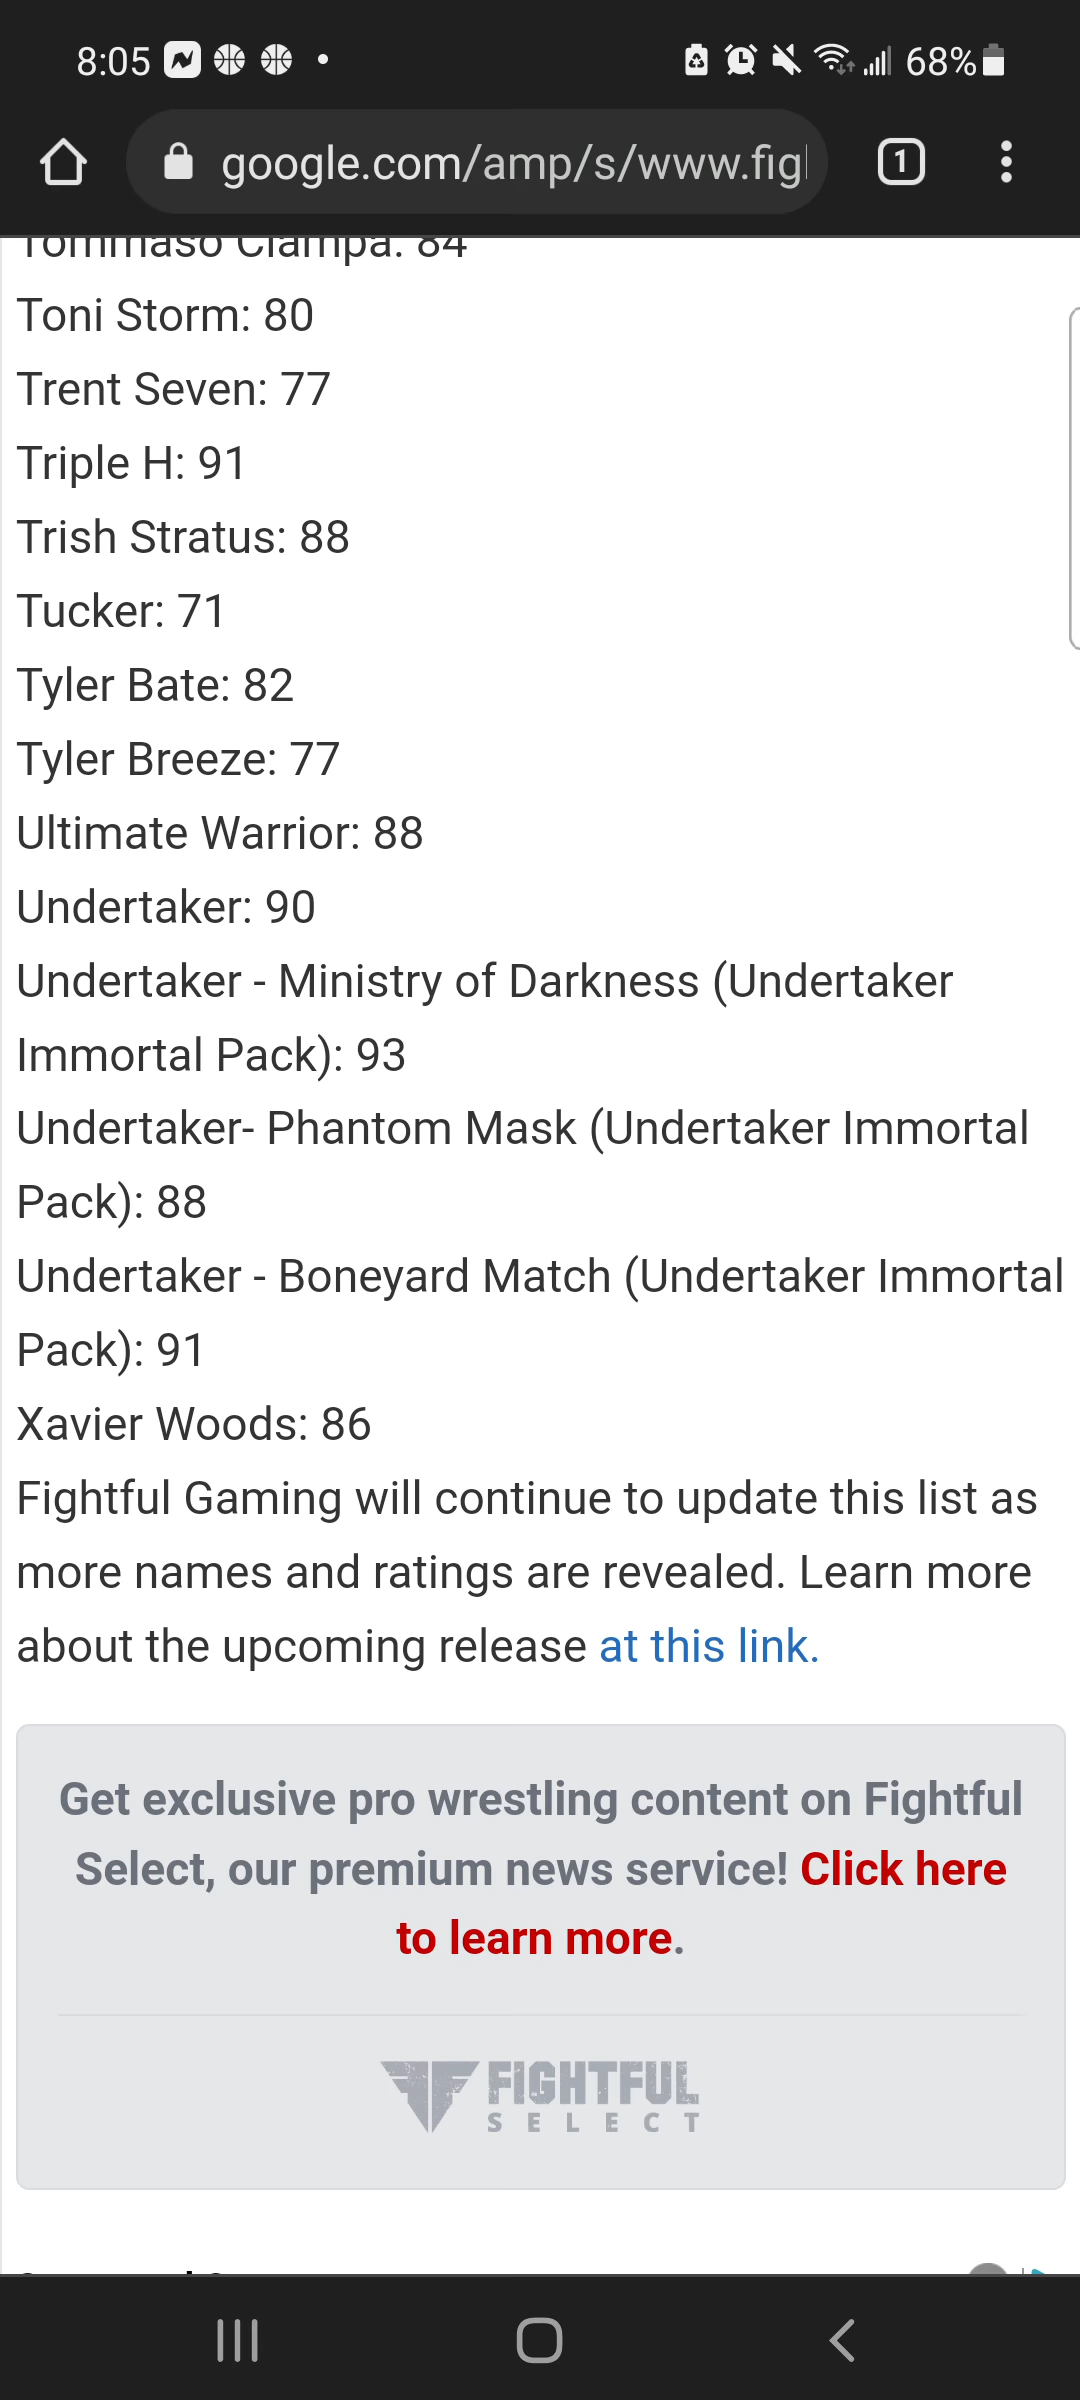 8:05
68%
google.com/amp/s/www.fig
1
Tommaso Ciampa: 84
Toni Storm: 80
Trent Seven: 77
Triple H: 91
Trish Stratus: 88
Tucker: 71
Tyler Bate: 82
Tyler Breeze: 77
Ultimate Warrior: 88
Undertaker: 90
Undertaker - Ministry of Darkness (Undertaker
Immortal Pack): 93
Undertaker- Phantom Mask (Undertaker Immortal
Pack): 88
Undertaker - Boneyard Match (Undertaker Immortal
Pack): 91
Xavier Woods: 86
Fightful Gaming will continue to update this list as
more names and ratings are revealed. Learn more
about the upcoming release at this link.
Get exclusive pro wrestling content on Fightful
Select, our premium news service! Click here
to learn more.
FIGHTFUL
SELECT